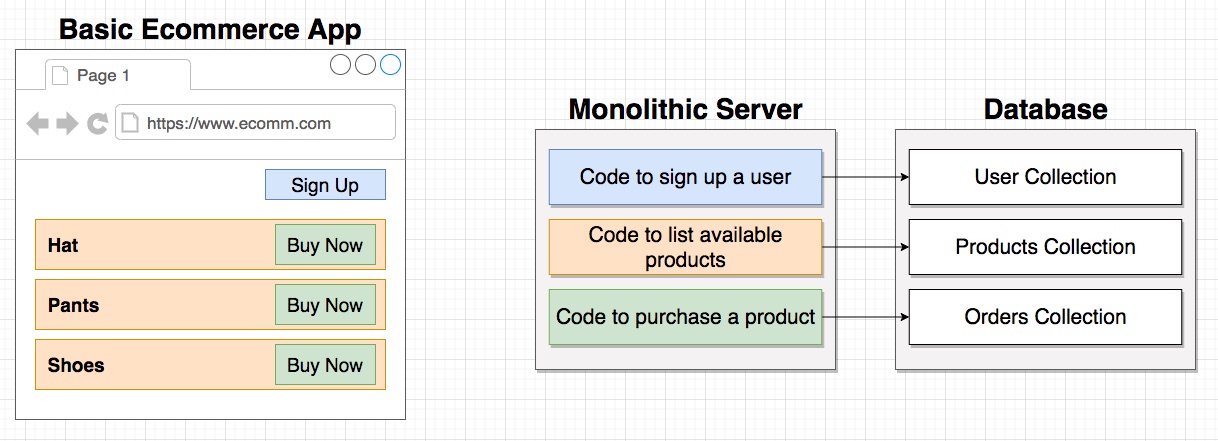 Basic Ecommerce App
Page 1
https://www.ecomm.com
Sign Up
Hat
Buy Now
Pants
Buy Now
Shoes
Buy Now
Monolithic Server
Code to sign up a user
Code to list available
products
Code to purchase a product
Database
User Collection
Products Collection
Orders Collection